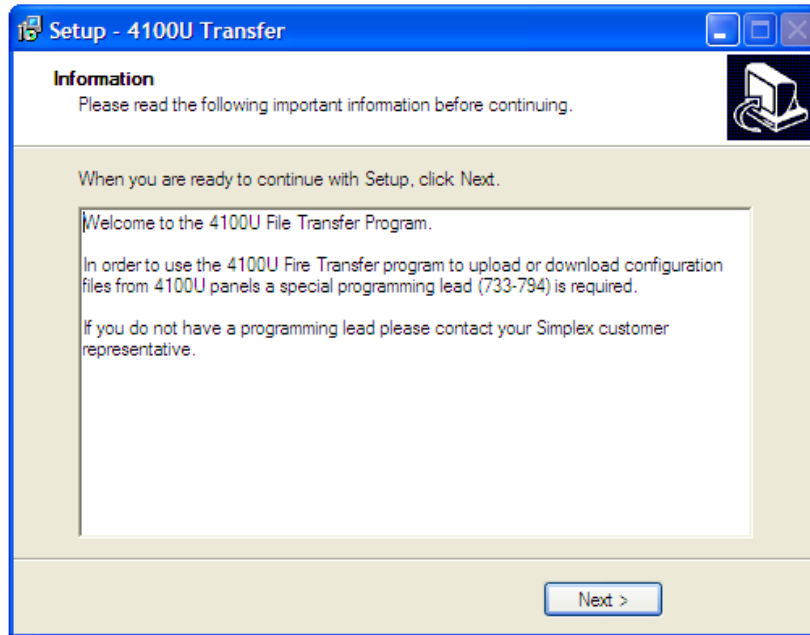 Setup - 4100U Transfer
Information
Please read the following important information before continuing.
When you are ready to continue with Setup, click Next.
Welcome to the 4100U File Transfer Program.
In order to use the 4100U Fire Transfer program to upload or download configuration
files from 4100U panels a special programming lead (733-794) is required.
If you do not have a programming lead please contact your Simplex customer
representative.
Next >